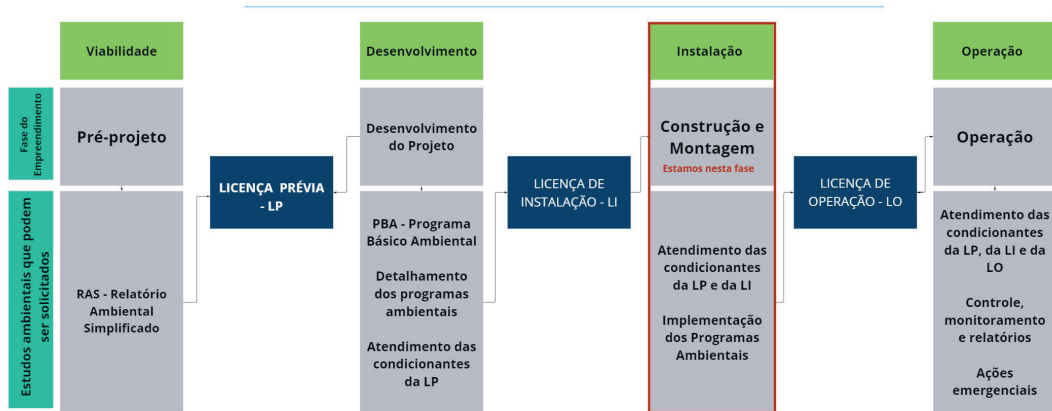 Viabilidade
Desenvolvimento
Instalação
Operação
Fase do
Empreendimento
Pré-projeto
Desenvolvimento
do Projeto
Construção e
Montagem
Estamos nesta fase
Operação
LICENÇA PRÉVIA
- LP
LICENÇA DE
INSTALAÇÃO - LI
LICENÇA DE
OPERAÇÃO - LO
Estudos ambientais que podem
ser solicitados
RAS - Relatório
Ambiental
Simplificado
PBA - Programa
Básico Ambiental
Detalhamento
dos programas
ambientais
Atendimento das
condicionantes
da LP
Atendimento das
condicionantes
da LP e da LI
Implementação
dos Programas
Ambientais
Atendimento das
condicionantes
da LP, da LI e da
LO
Controle,
monitoramento
e relatórios
Ações
emergenciais